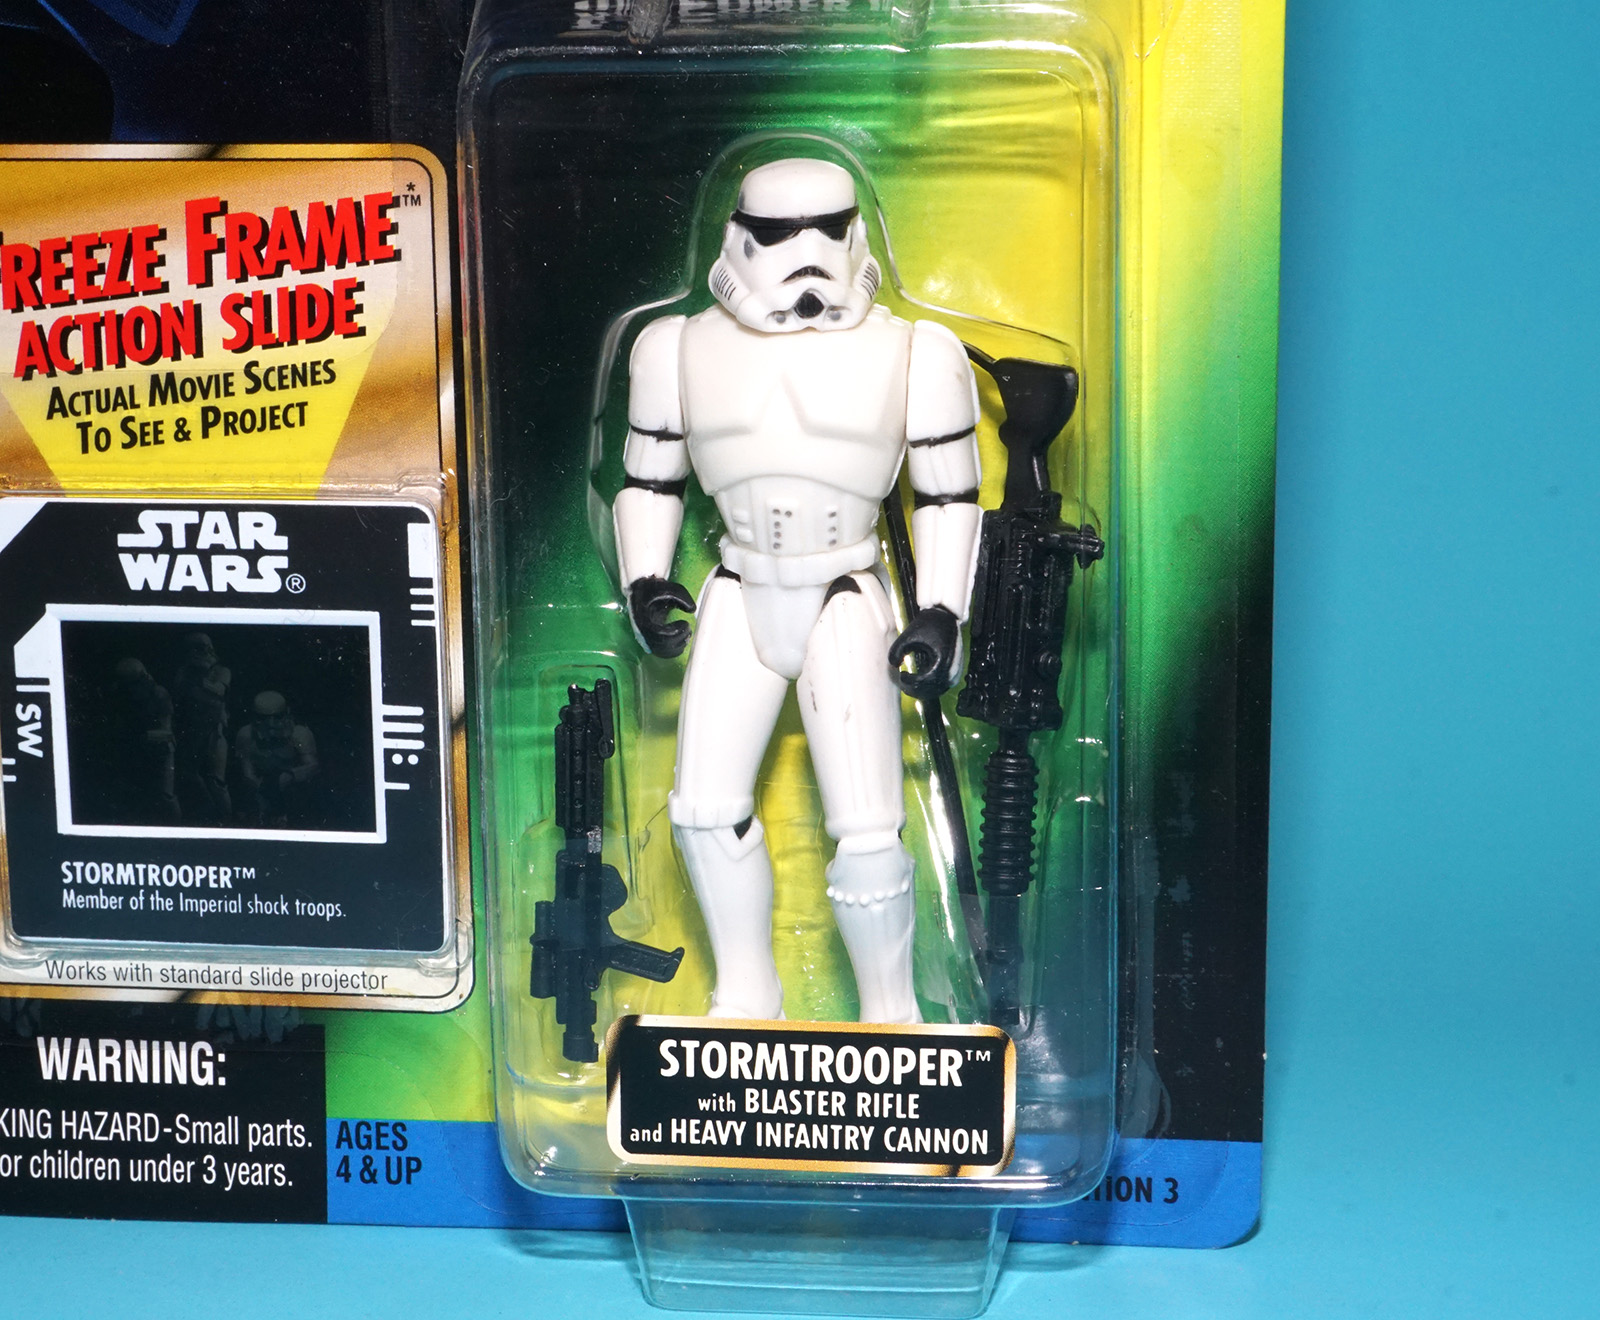 REEZE FRAME™*
ACTION SLIDE
ACTUAL MOVIE SCENES
TO SEE & PROJECT
STAR
WARS®
SW
STORMTROOPER™
Member of the Imperial shock troops.
Works with standard slide projector
WARNING:
KING HAZARD-Small parts.
or children under 3 years.
AGES
4 & UP
STORMTROOPER™
with BLASTER RIFLE
and HEAVY INFANTRY CANNON
TION 3